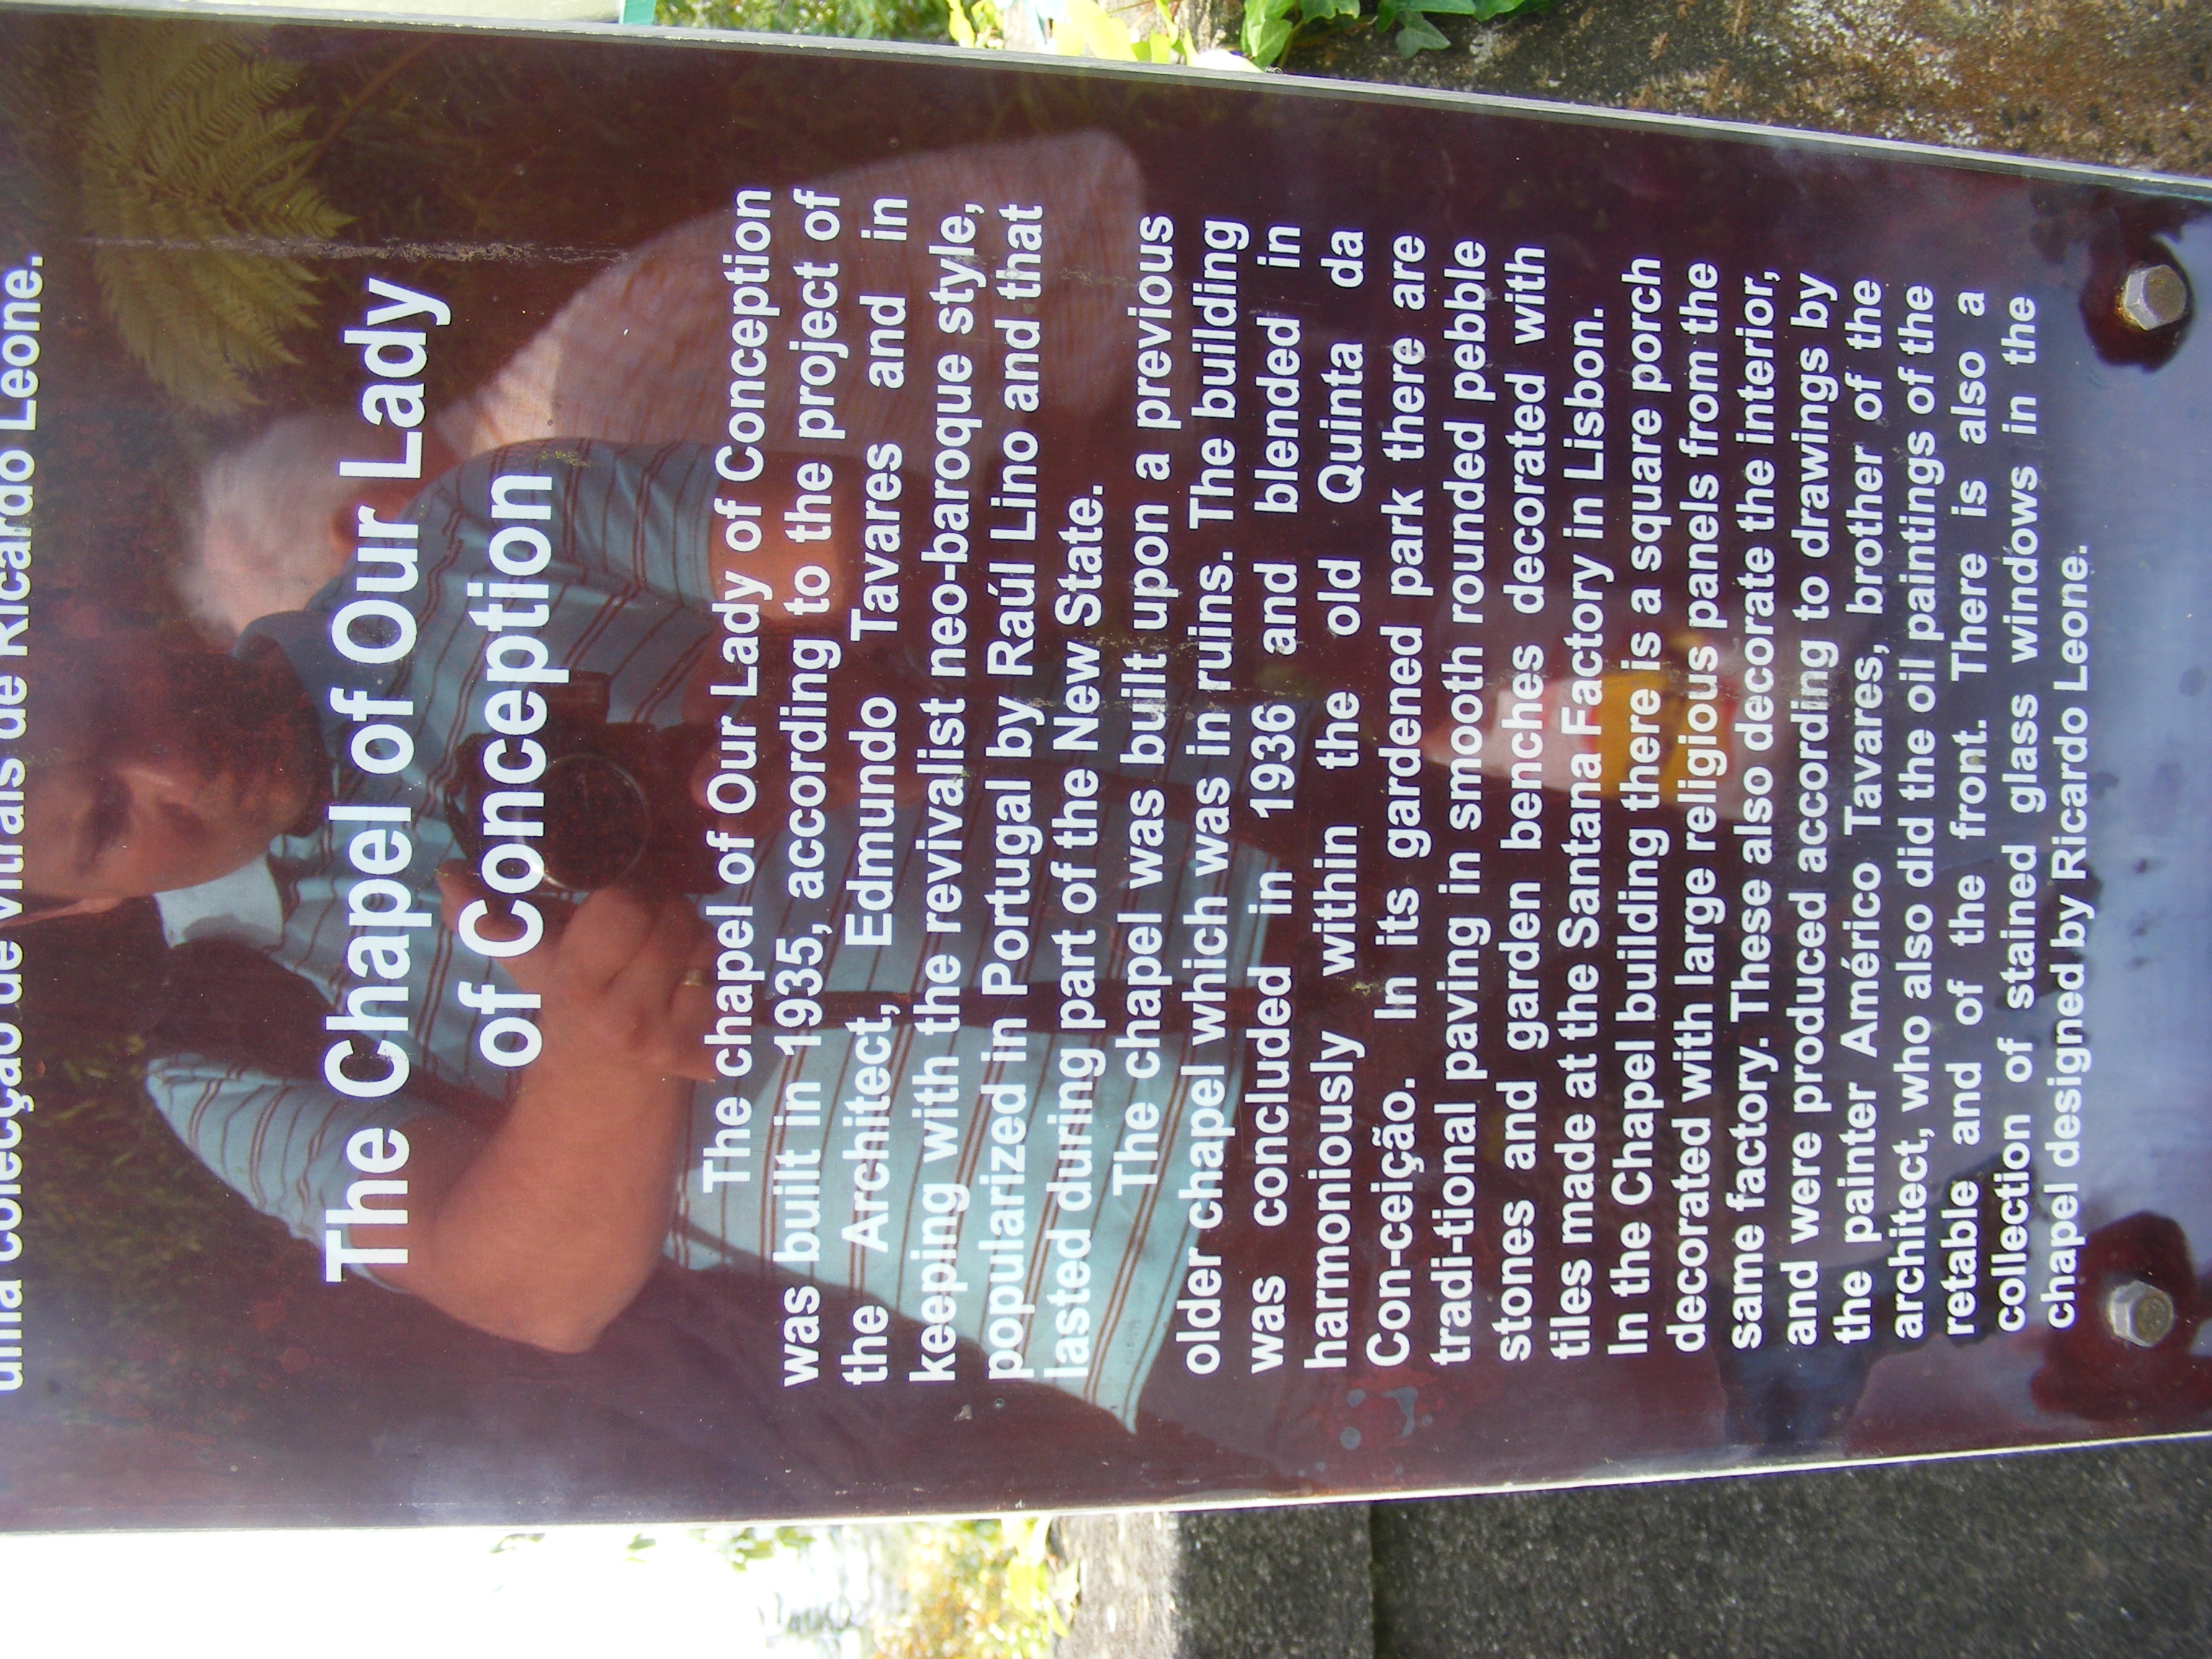 uma colecção de vitrais de Ricardo Leone.
The Chapel of Our Lady
of Conception
The chapel of Our Lady of Conception
was built in 1935, according to the project of
the Architect, Edmundo Tavares and in
keeping with the revivalist neo-baroque style,
popularized in Portugal by Raúl Lino and that
lasted during part of the New State.
The chapel was built upon a previous
older chapel which was in ruins. The building
was concluded in 1936 and blended in
harmoniously within the old Quinta da
Con-ceição. In its gardened park there are
tradi-tional paving in smooth rounded pebble
stones and garden benches decorated with
tiles made at the Santana Factory in Lisbon.
In the Chapel building there is a square porch
decorated with large religious panels from the
same factory. These also decorate the interior,
and were produced according to drawings by
the painter Américo Tavares, brother of the
architect, who also did the oil paintings of the
retable and of the front. There is also a
collection of stained glass windows in the
chapel designed by Ricardo Leone.